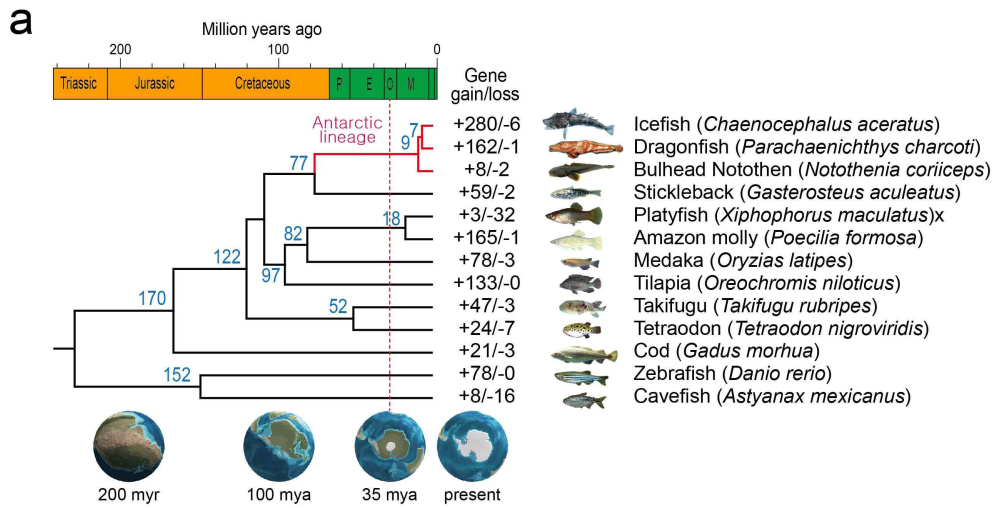 a
Million years ago
200
100
0
Triassic
Jurassic
Cretaceous
P
E
O
M
Gene
gain/loss
Antarctic
lineage
7
9
77
18
82
122
97
170
52
152
+280/-6 Icefish (Chaenocephalus aceratus)
+162/-1 Dragonfish (Parachaenichthys charcoti)
+8/-2 Bulhead Notothen (Notothenia coriiceps)
+59/-2 Stickleback (Gasterosteus aculeatus)
+3/-32 Platyfish (Xiphophorus maculatus)x
+165/-1 Amazon molly (Poecilia formosa)
+78/-3 Medaka (Oryzias latipes)
+133/-0 Tilapia (Oreochromis niloticus)
+47/-3 Takifugu (Takifugu rubripes)
+24/-7 Tetraodon (Tetraodon nigroviridis)
+21/-3 Cod (Gadus morhua)
+78/-0 Zebrafish (Danio rerio)
+8/-16 Cavefish (Astyanax mexicanus)
200 myr
100 mya
35 mya
present